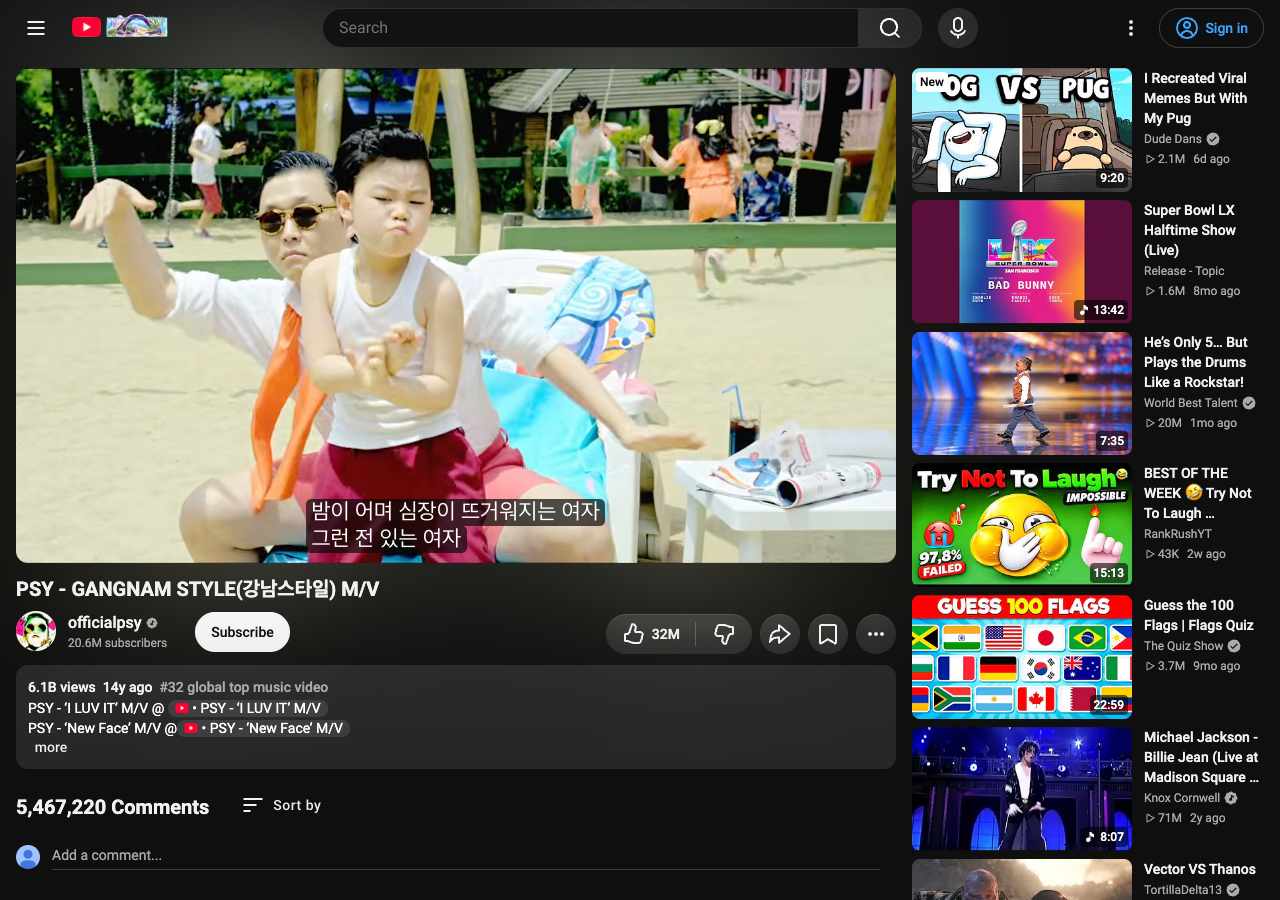 Search
Sign in
밤이 어며 심장이 뜨거워지는 여자
그런 전 있는 여자
PSY - GANGNAM STYLE(강남스타일) M/V
officialpsy
20.6M subscribers
Subscribe
32M
6.1B views 14y ago #32 global top music video
PSY - ‘I LUV IT’ M/V @ • PSY - ‘I LUV IT’ M/V
PSY - ‘New Face’ M/V @ • PSY - ‘New Face’ M/V
more
5,467,220 Comments
Sort by
Add a comment...
New
OG VS PUG
9:20
I Recreated Viral
Memes But With
My Pug
Dude Dans
2.1M 6d ago
LX
SUPER BOWL
SAN FRANCISCO
BAD BUNNY
13:42
Super Bowl LX
Halftime Show
(Live)
Release - Topic
1.6M 8mo ago
7:35
He’s Only 5… But
Plays the Drums
Like a Rockstar!
World Best Talent
20M 1mo ago
Try Not To Laugh
IMPOSSIBLE
97,8%
FAILED
15:13
BEST OF THE
WEEK 🤣 Try Not
To Laugh ...
RankRushYT
43K 2w ago
GUESS 100 FLAGS
22:59
Guess the 100
Flags | Flags Quiz
The Quiz Show
3.7M 9mo ago
8:07
Michael Jackson -
Billie Jean (Live at
Madison Square ...
Knox Cornwell
71M 2y ago
Vector VS Thanos
TortillaDelta13